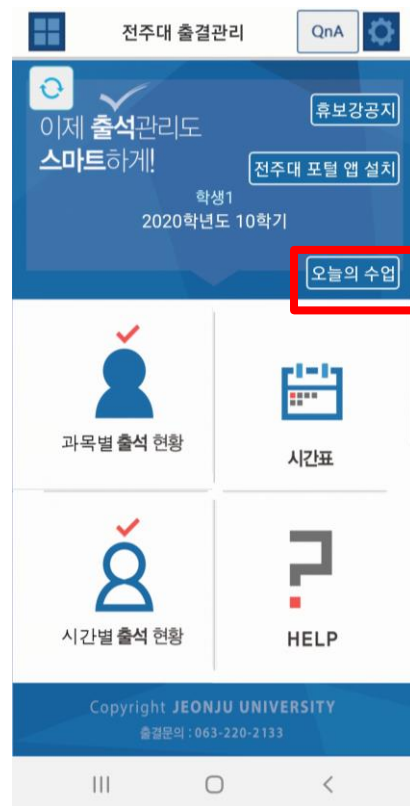 전주대 출결관리
QnA
이제 출석관리도
스마트하게!
휴보강공지
전주대 포털 앱 설치
학생1
2020학년도 10학기
오늘의 수업
과목별 출석 현황
시간표
시간별 출석 현황
HELP
Copyright JEONJU UNIVERSITY
출결문의 : 063-220-2133